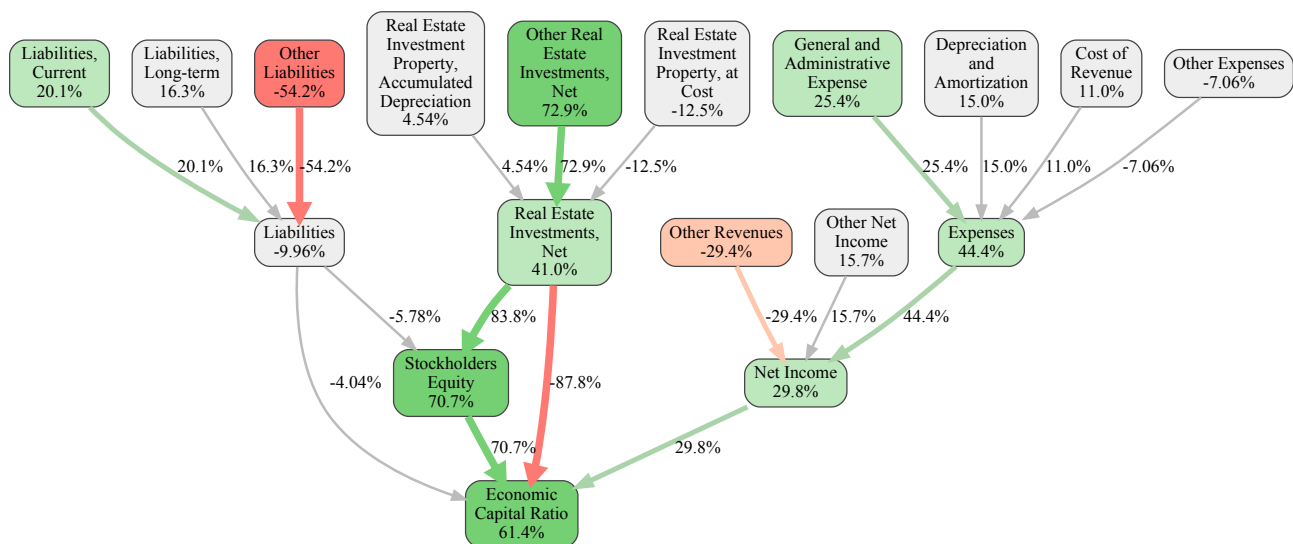 Liabilities,
Current
20.1%
Liabilities,
Long-term
16.3%
Other
Liabilities
-54.2%
Real Estate
Investment
Property,
Accumulated
Depreciation
4.54%
Other Real
Estate
Investments,
Net
72.9%
Real Estate
Investment
Property, at
Cost
-12.5%
General and
Administrative
Expense
25.4%
Depreciation
and
Amortization
15.0%
Cost of
Revenue
11.0%
Other Expenses
-7.06%
20.1%
16.3%
-54.2%
4.54%
72.9%
-12.5%
25.4%
15.0%
11.0%
-7.06%
Liabilities
-9.96%
Real Estate
Investments,
Net
41.0%
Other Revenues
-29.4%
Other Net
Income
15.7%
Expenses
44.4%
-5.78%
83.8%
-29.4%
15.7%
44.4%
Stockholders
Equity
70.7%
-4.04%
-87.8%
Net Income
29.8%
70.7%
29.8%
Economic
Capital Ratio
61.4%